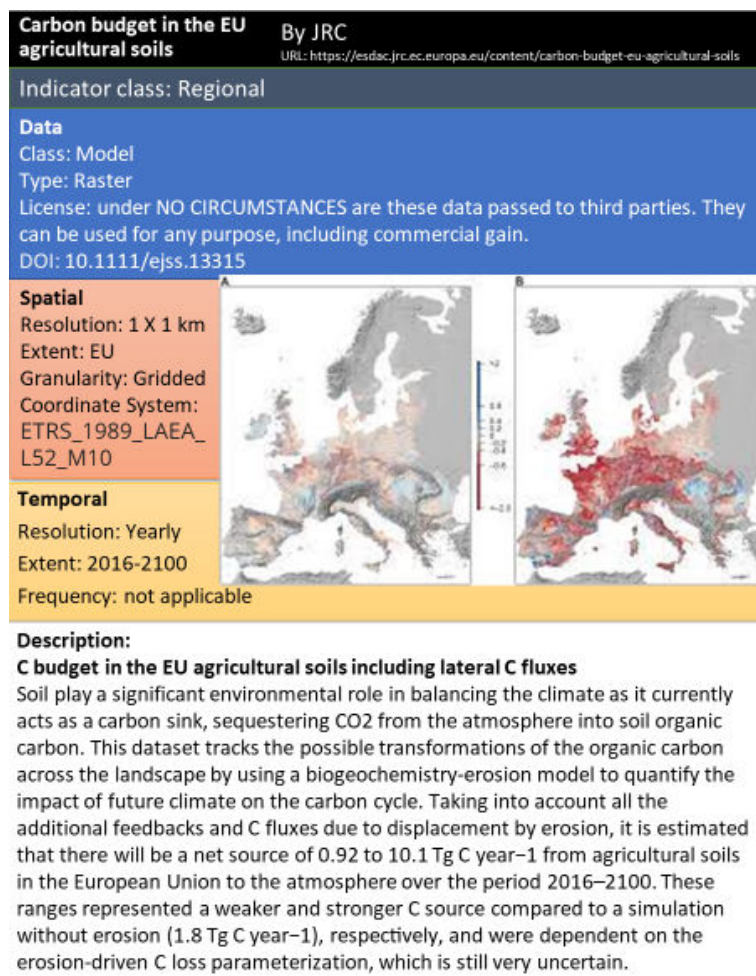 Carbon budget in the EU
agricultural soils
By JRC
URL: https://esdac.jrc.ec.europa.eu/content/carbon-budget-eu-agricultural-soils
Indicator class: Regional
Data
Class: Model
Type: Raster
License: under NO CIRCUMSTANCES are these data passed to third parties. They
can be used for any purpose, including commercial gain.
DOI: 10.1111/ejss.13315
Spatial
Resolution: 1 X 1 km
Extent: EU
Granularity: Gridded
Coordinate System:
ETRS_1989_LAEA_
L52_M10
A
B
Temporal
Resolution: Yearly
Extent: 2016-2100
Frequency: not applicable
Description:
C budget in the EU agricultural soils including lateral C fluxes
Soil play a significant environmental role in balancing the climate as it currently
acts as a carbon sink, sequestering CO2 from the atmosphere into soil organic
carbon. This dataset tracks the possible transformations of the organic carbon
across the landscape by using a biogeochemistry-erosion model to quantify the
impact of future climate on the carbon cycle. Taking into account all the
additional feedbacks and C fluxes due to displacement by erosion, it is estimated
that there will be a net source of 0.92 to 10.1 Tg C year−1 from agricultural soils
in the European Union to the atmosphere over the period 2016–2100. These
ranges represented a weaker and stronger C source compared to a simulation
without erosion (1.8 Tg C year−1), respectively, and were dependent on the
erosion-driven C loss parameterization, which is still very uncertain.